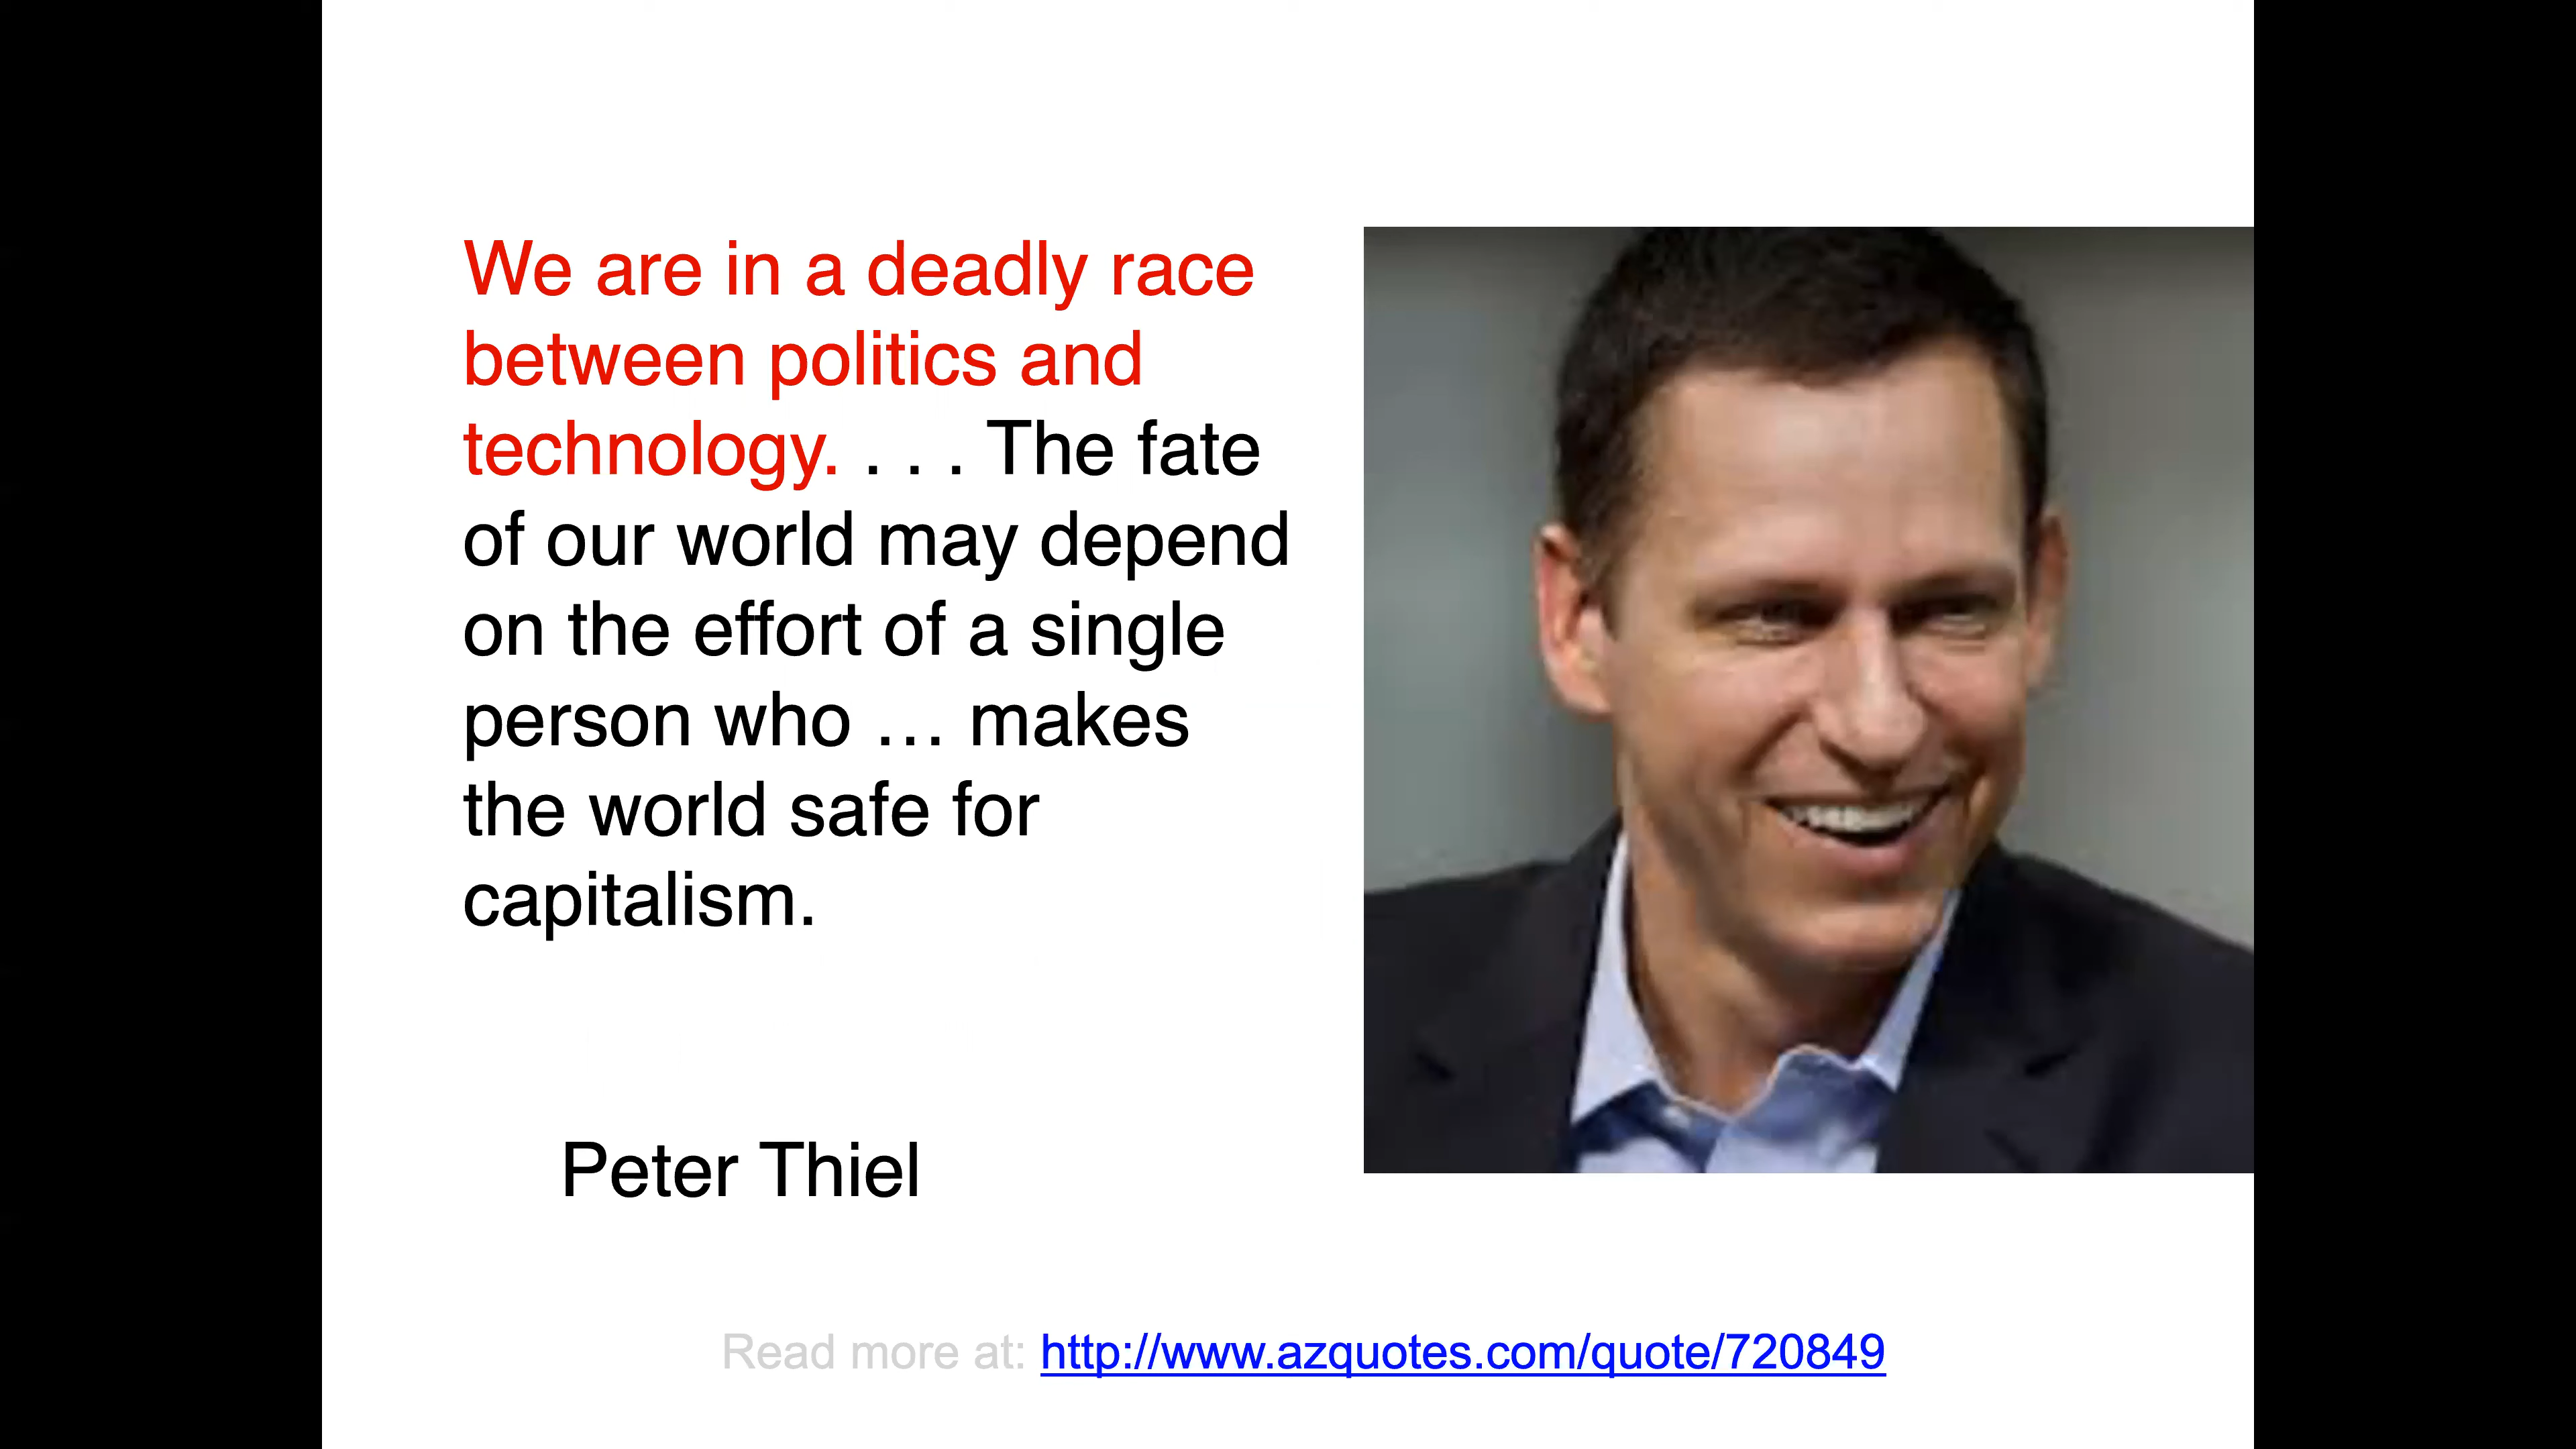 We are in a deadly race
between politics and
technology. . . . The fate
of our world may depend
on the effort of a single
person who … makes
the world safe for
capitalism.
Peter Thiel
Read more at: http://www.azquotes.com/quote/720849